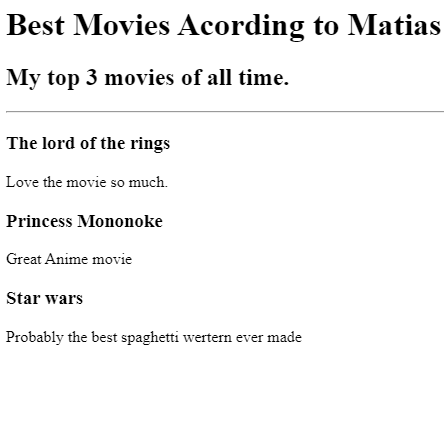 Best Movies Acording to Matias
My top 3 movies of all time.
The lord of the rings
Love the movie so much.
Princess Mononoke
Great Anime movie
Star wars
Probably the best spaghetti wertern ever made